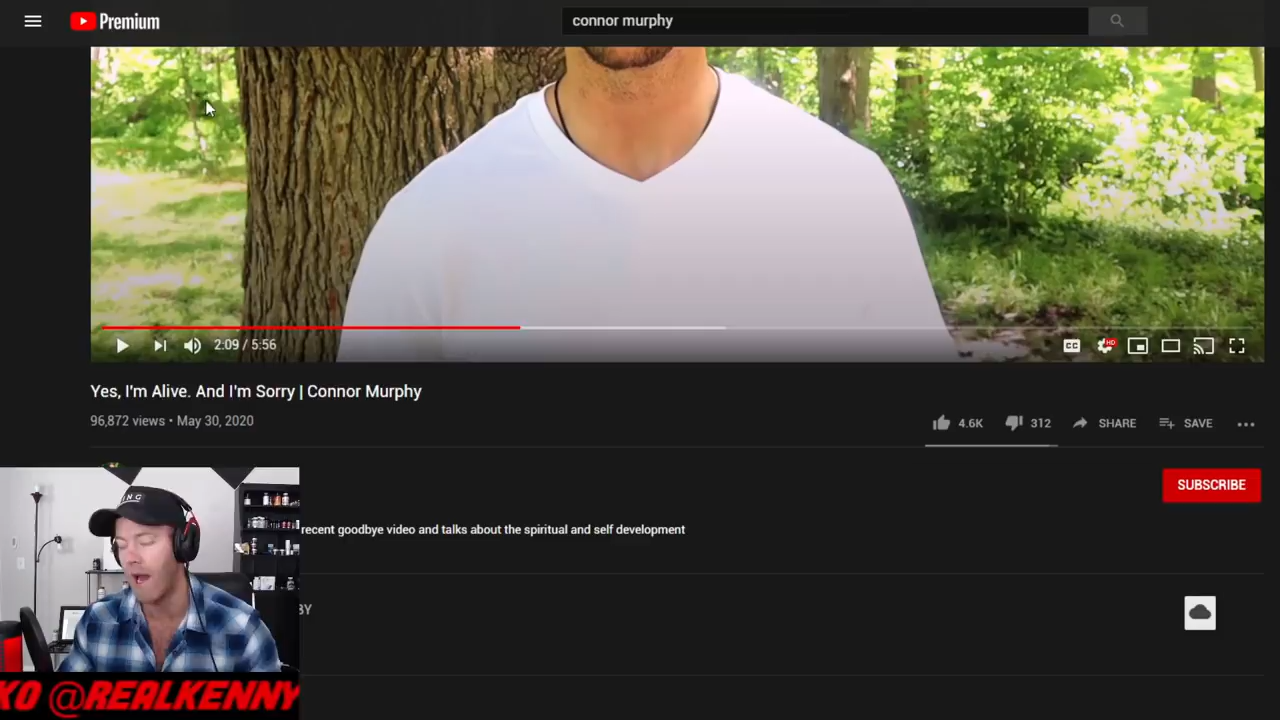 Premium
connor murphy
2:09 / 5:56
CC
HD
Yes, I'm Alive. And I'm Sorry | Connor Murphy
96,872 views • May 30, 2020
4.6K
312
SHARE
SAVE
SUBSCRIBE
recent goodbye video and talks about the spiritual and self development
BY
KO @REALKENNY